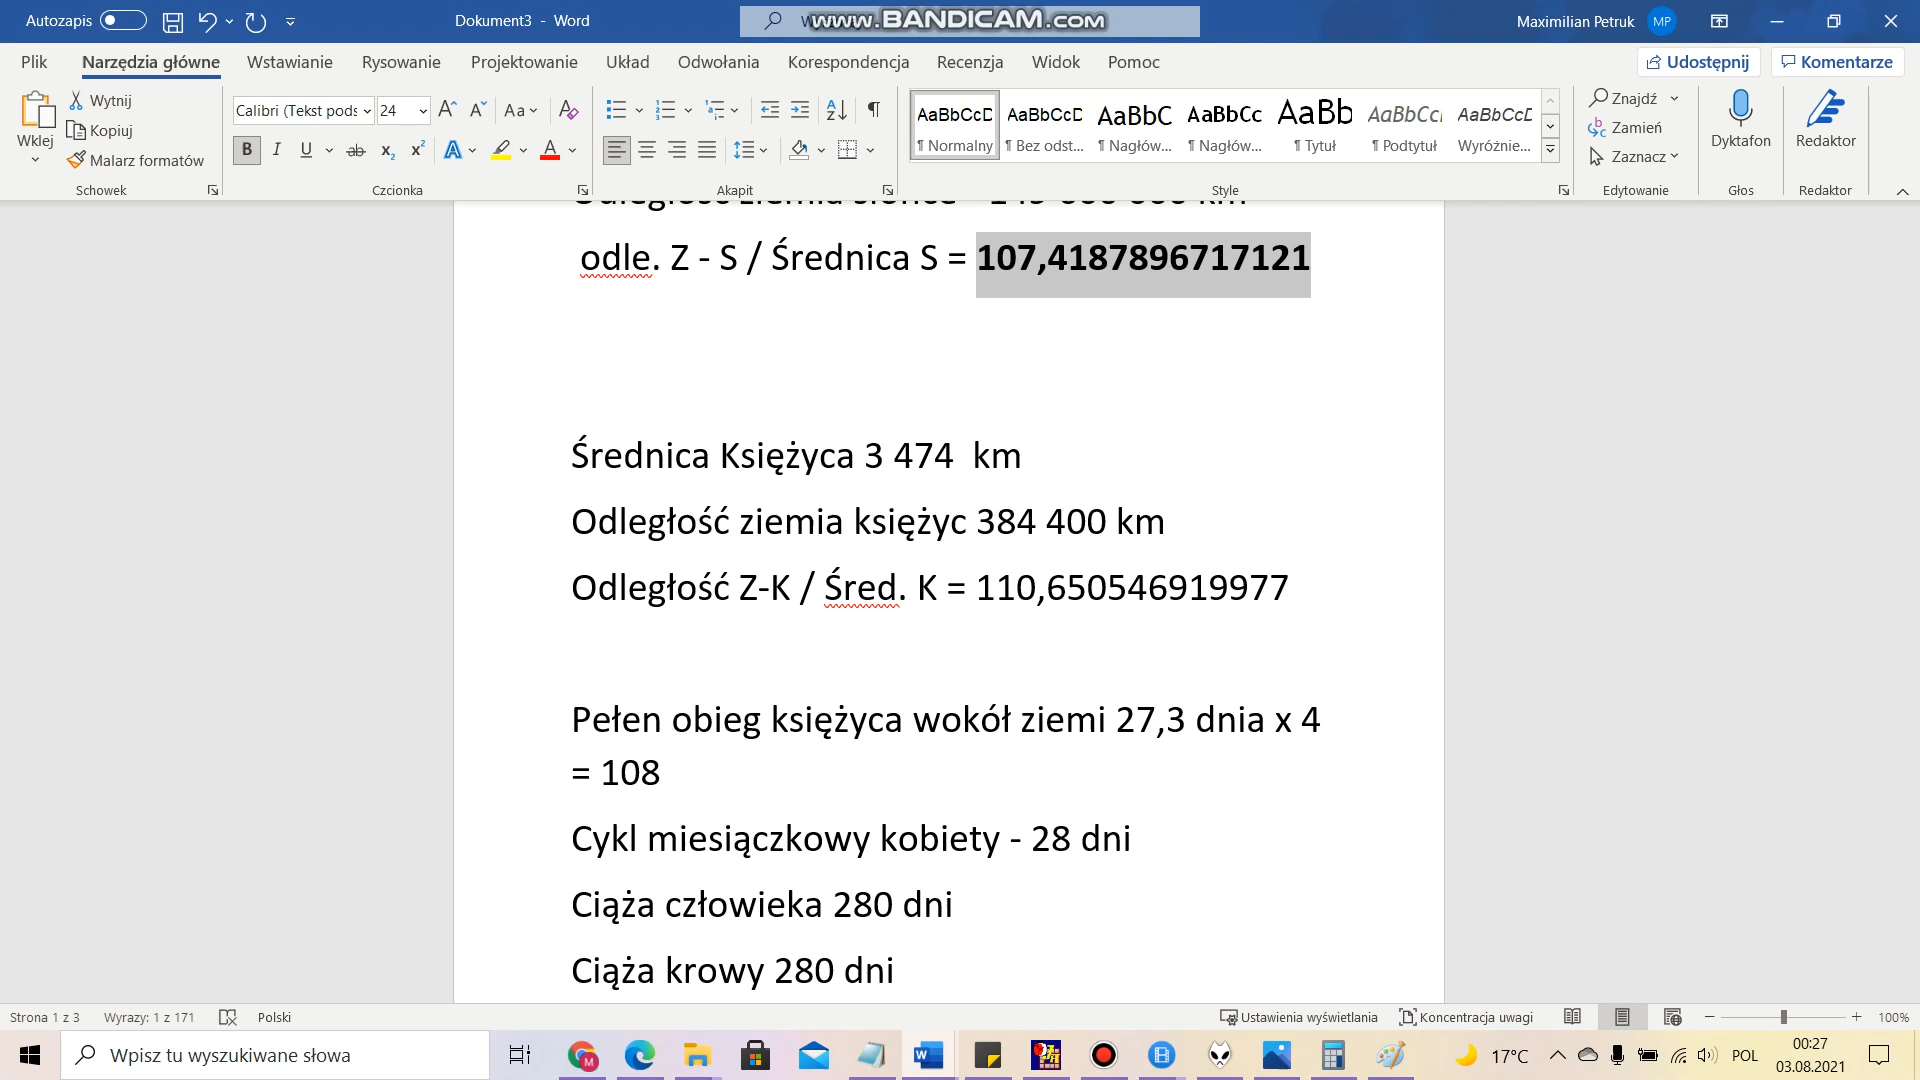 Autozapis Dokument3 - Word W www.BANDICAM.com Maximilian Petruk MP
Plik Narzędzia główne Wstawianie Rysowanie Projektowanie Układ Odwołania Korespondencja Recenzja Widok Pomoc Udostępnij Komentarze
Wklej Wytnij
Kopiuj
Malarz formatów
Schowek
Calibri (Tekst pods 24
Czcionka
Akapit
AaBbCcD AaBbCcD AaBbC AaBbCc AaBb AaBbCc AaBbCcD
¶ Normalny ¶ Bez odst... ¶ Nagłów... ¶ Nagłów... ¶ Tytuł ¶ Podtytuł Wyróżnie...
Style
Znajdź
Zamień
Zaznacz
Edytowanie
Dyktafon
Głos
Redaktor
Redaktor
odle. Z - S / Średnica S = 107,4187896717121
Średnica Księżyca 3 474 km
Odległość ziemia księżyc 384 400 km
Odległość Z-K / Śred. K = 110,650546919977
Pełen obieg księżyca wokół ziemi 27,3 dnia x 4
= 108
Cykl miesiączkowy kobiety - 28 dni
Ciąża człowieka 280 dni
Ciąża krowy 280 dni
Strona 1 z 3 Wyrazy: 1 z 171 Polski Ustawienia wyświetlania Koncentracja uwagi 100%
Wpisz tu wyszukiwane słowa 17°C POL 00:27
03.08.2021